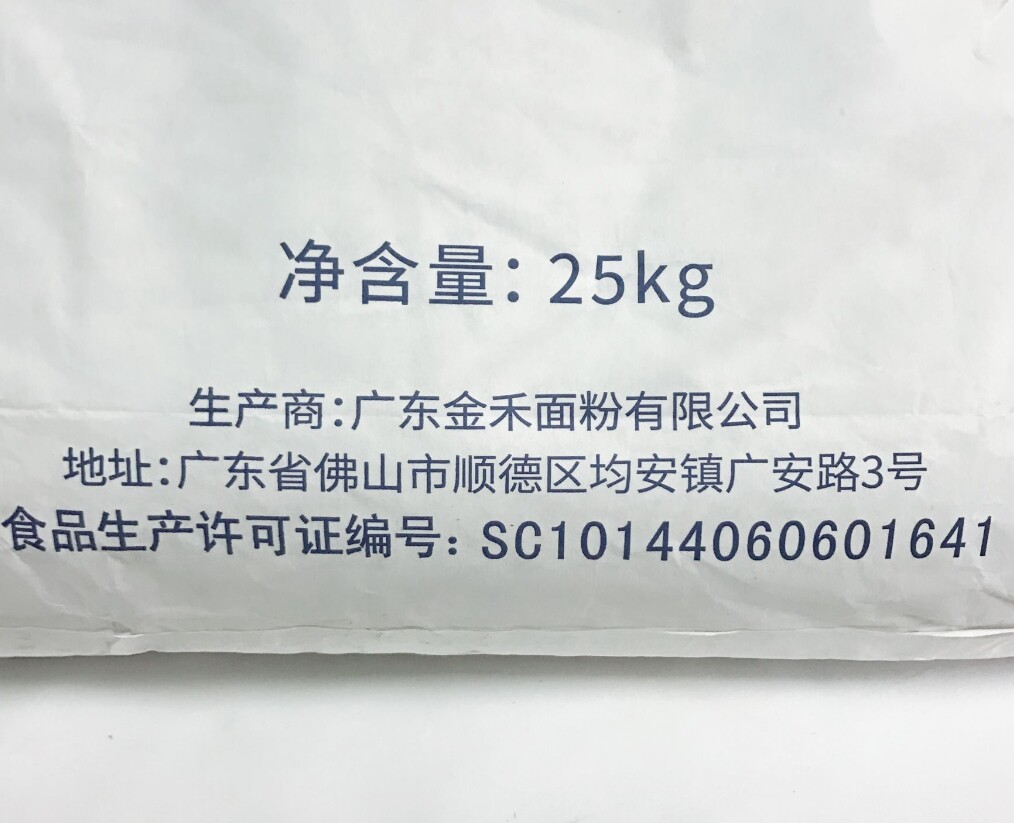 净含量：25kg
生产商：广东金禾面粉有限公司
地址：广东省佛山市顺德区均安镇广安路3号
食品生产许可证编号：SC10144060601641